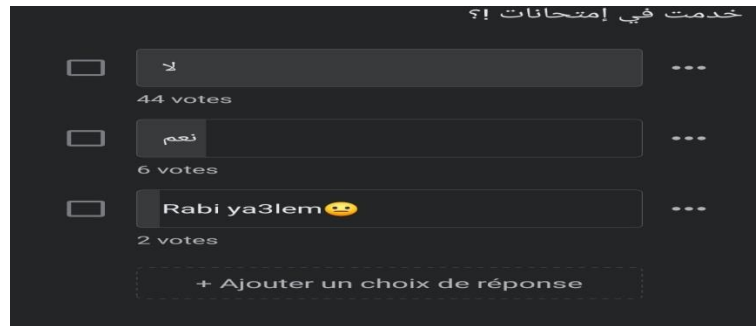 خدمت في إمتحانات !؟
لا
44 votes
نعم
6 votes
Rabi ya3lem😐
2 votes
+ Ajouter un choix de réponse